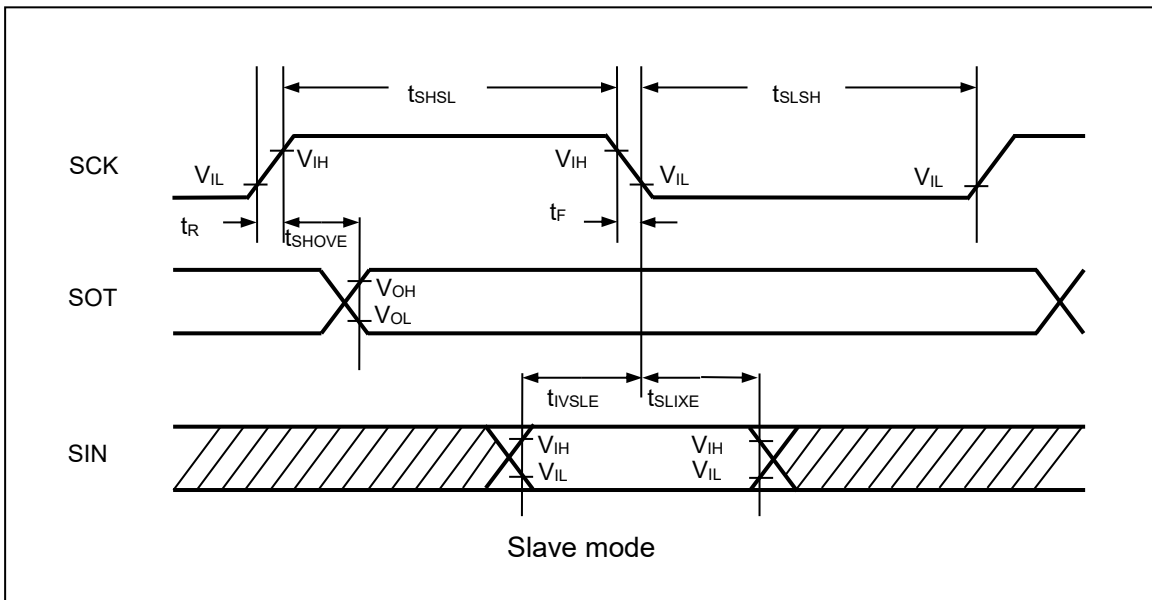 tSHSL tSLSH
SCK
VIL VIH VIH VIL VIL
tR tSHOVE tF
SOT
VOH
VOL
tIVSLE tSLIXE
SIN
VIH VIH
VIL VIL
Slave mode